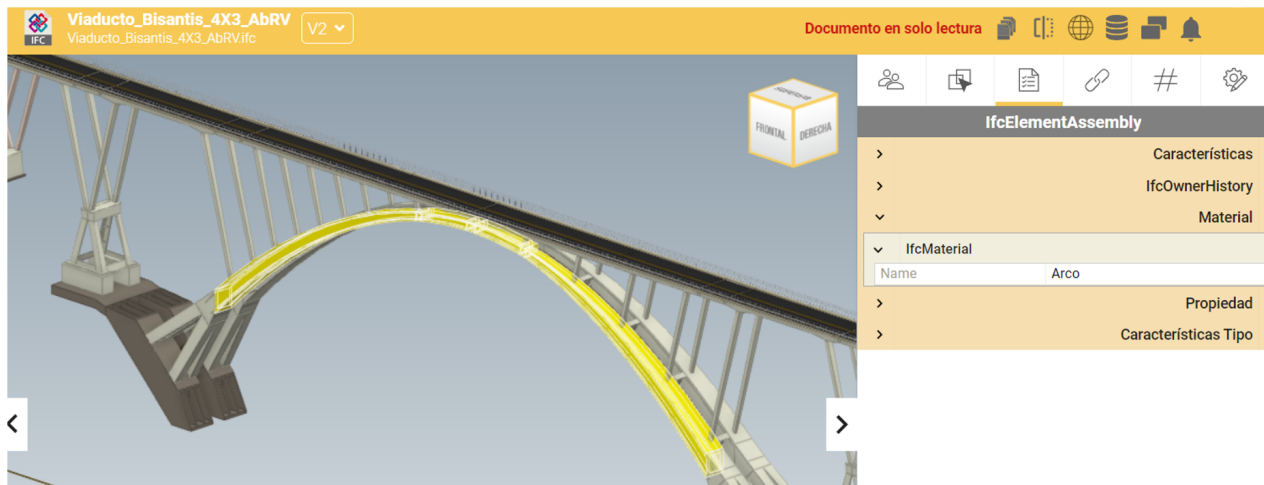 Viaducto_Bisantis_4X3_AbRV
Viaducto_Bisantis_4X3_AbRV.ifc
IFC
V2
Documento en solo lectura
FRONTAL
DERECHA
IfcElementAssembly
Características
IfcOwnerHistory
Material
IfcMaterial
Name Arco
Propiedad
Características Tipo